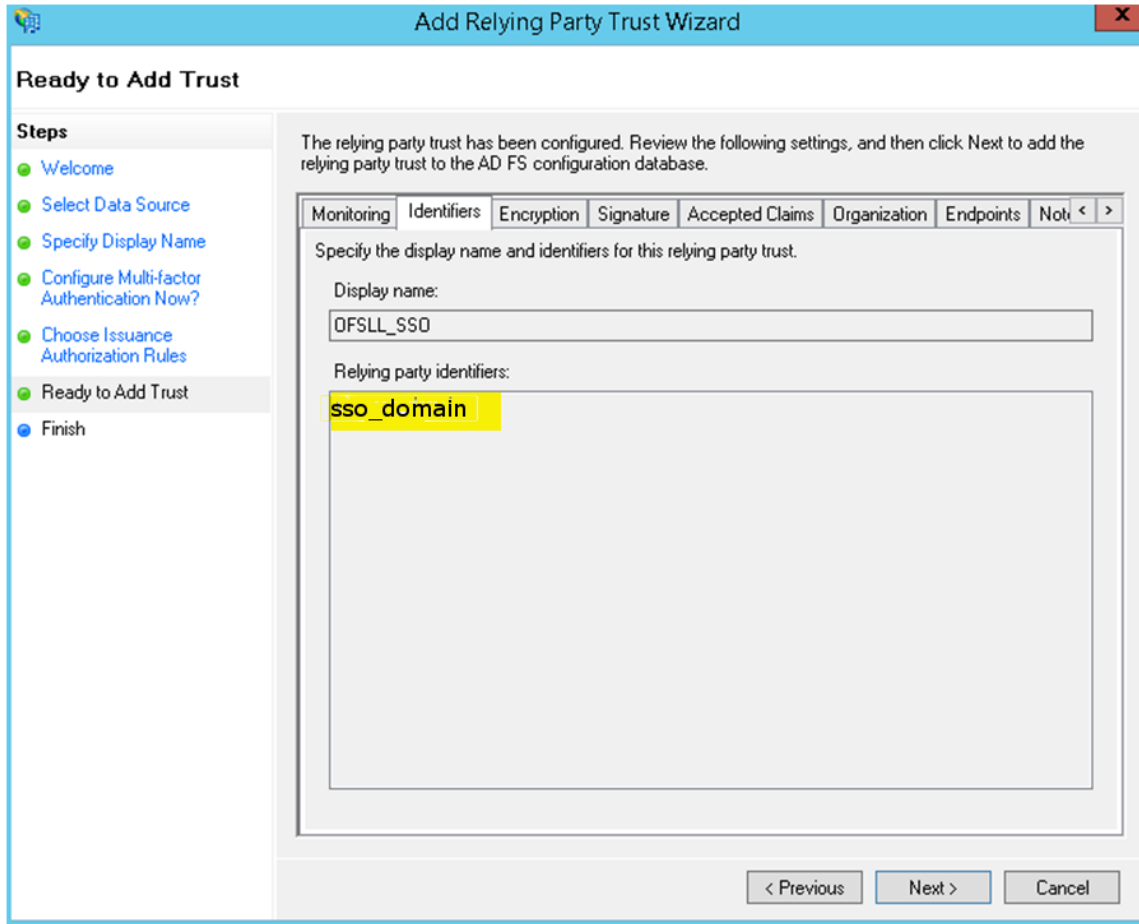 Add Relying Party Trust Wizard
X
Ready to Add Trust
Steps
Welcome
Select Data Source
Specify Display Name
Configure Multi-factor
Authentication Now?
Choose Issuance
Authorization Rules
Ready to Add Trust
Finish
The relying party trust has been configured. Review the following settings, and then click Next to add the
relying party trust to the AD FS configuration database.
Monitoring Identifiers Encryption Signature Accepted Claims Organization Endpoints Not < >
Specify the display name and identifiers for this relying party trust.
Display name:
OFSLL_SSO
Relying party identifiers:
sso_domain
< Previous Next > Cancel